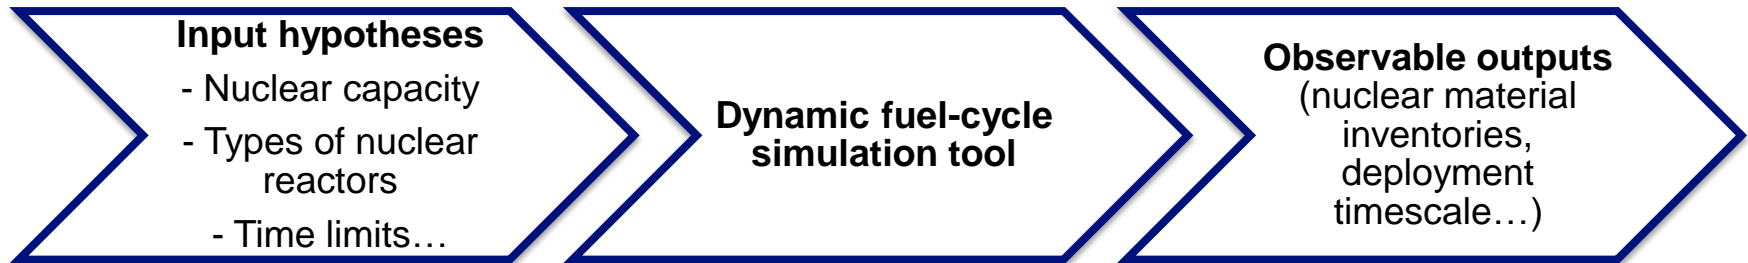 Input hypotheses
- Nuclear capacity
- Types of nuclear
reactors
- Time limits…
Dynamic fuel-cycle
simulation tool
Observable outputs
(nuclear material
inventories,
deployment
timescale…)